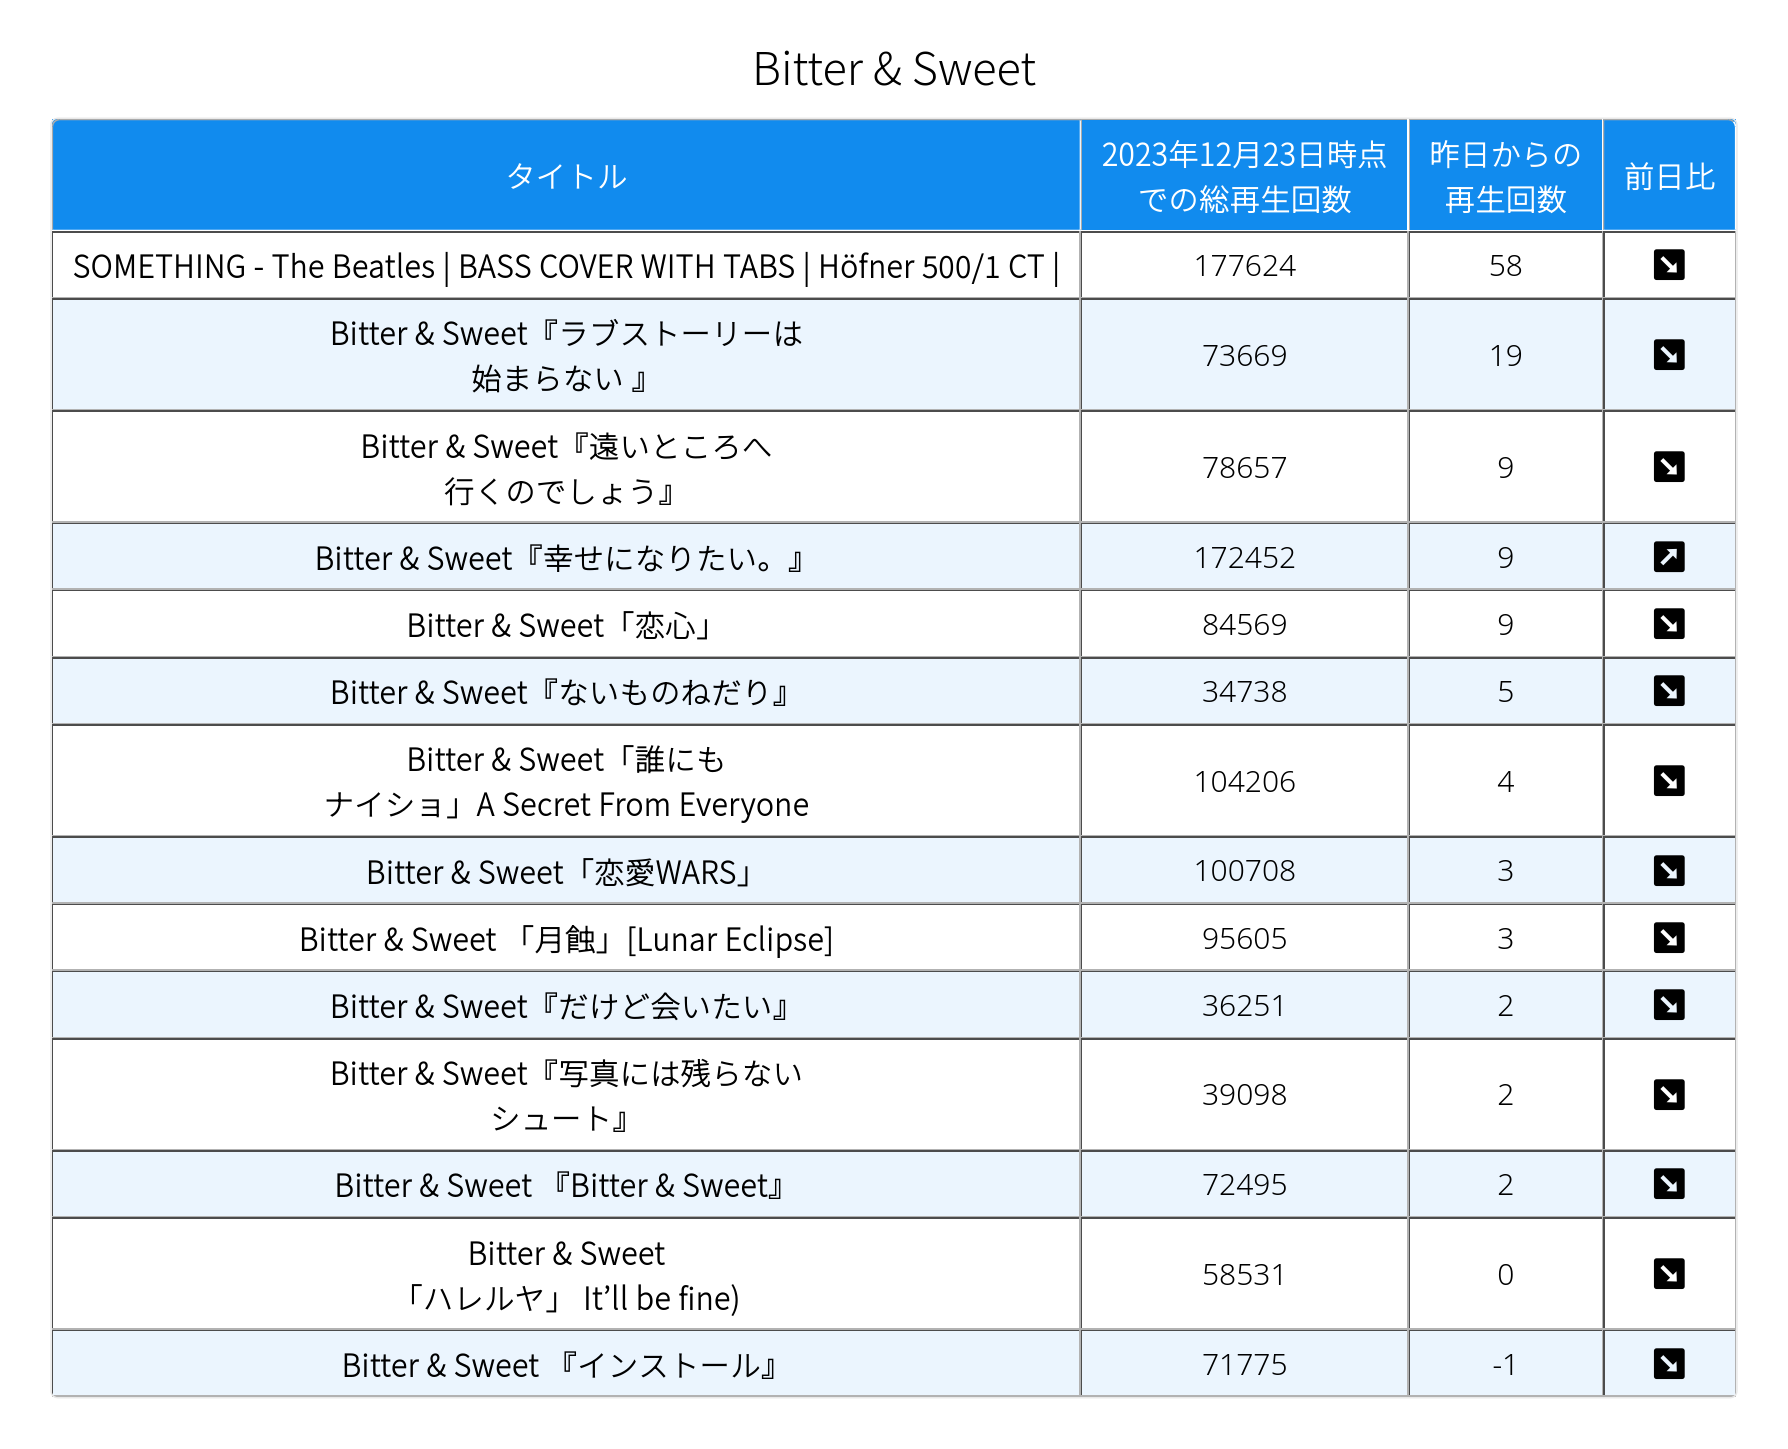 Bitter & Sweet
タイトル
2023年12月23日時点
での総再生回数
昨日からの
再生回数
前日比
SOMETHING - The Beatles | BASS COVER WITH TABS | Höfner 500/1 CT |
177624
58
Bitter & Sweet『ラブストーリーは
始まらない 』
73669
19
Bitter & Sweet『遠いところへ
行くのでしょう』
78657
9
Bitter & Sweet『幸せになりたい。』
172452
9
Bitter & Sweet「恋心」
84569
9
Bitter & Sweet『ないものねだり』
34738
5
Bitter & Sweet「誰にも
ナイショ」A Secret From Everyone
104206
4
Bitter & Sweet「恋愛WARS」
100708
3
Bitter & Sweet 「月蝕」[Lunar Eclipse]
95605
3
Bitter & Sweet『だけど会いたい』
36251
2
Bitter & Sweet『写真には残らない
シュート』
39098
2
Bitter & Sweet 『Bitter & Sweet』
72495
2
Bitter & Sweet
「ハレルヤ」 It’ll be fine)
58531
0
Bitter & Sweet 『インストール』
71775
-1